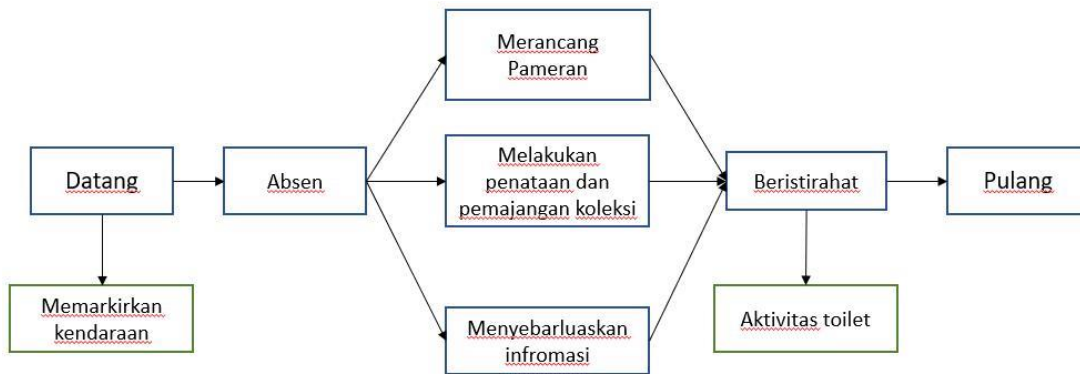 Merancang
Pameran
Datang
Absen
Melakukan
penataan dan
pemajangan koleksi
Beristirahat
Pulang
Memarkirkan
kendaraan
Menyebarluaskan
infromasi
Aktivitas toilet